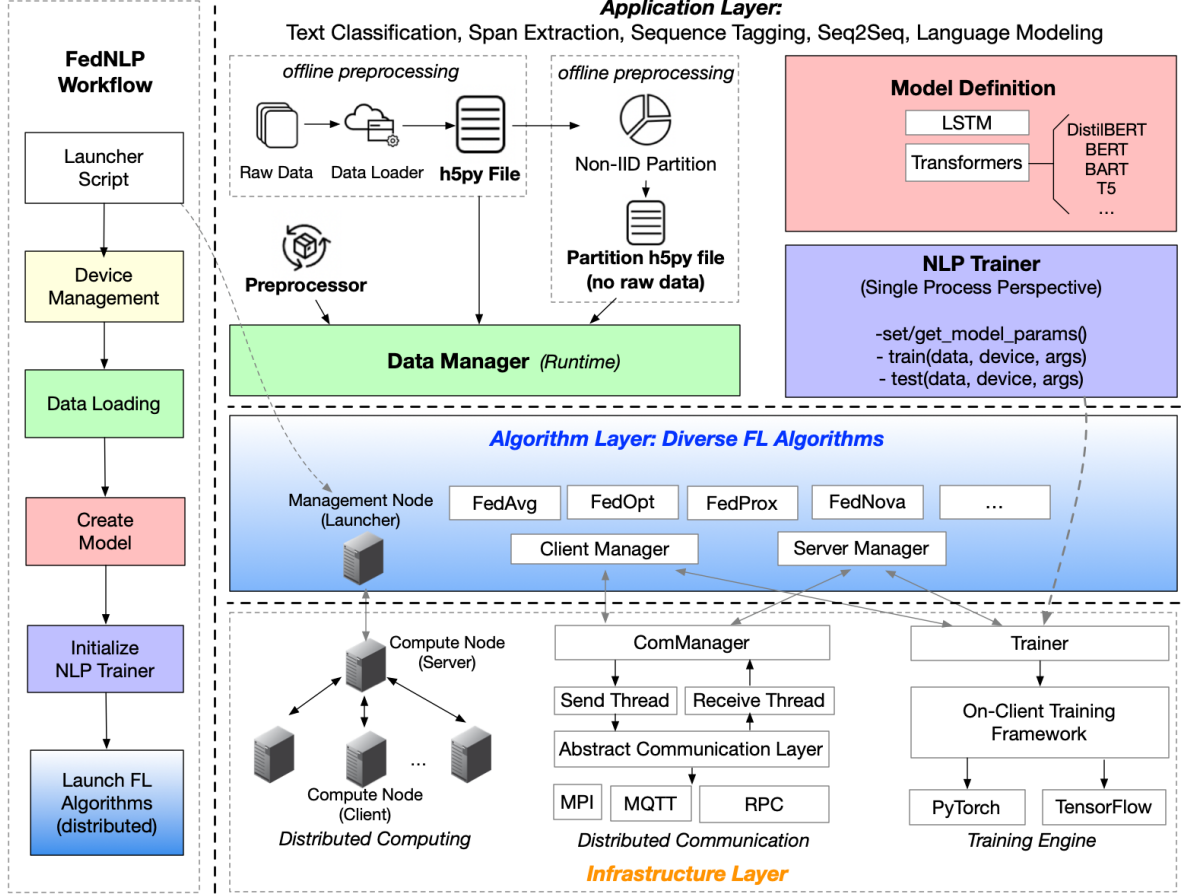 FedNLP
Workflow
Launcher
Script
Device
Management
Data Loading
Create
Model
Initialize
NLP Trainer
Launch FL
Algorithms
(distributed)
Application Layer:
Text Classification, Span Extraction, Sequence Tagging, Seq2Seq, Language Modeling
offline preprocessing
Raw Data
Data Loader
h5py File
offline preprocessing
Non-IID Partition
Partition h5py file
(no raw data)
Preprocessor
Data Manager (Runtime)
Model Definition
LSTM
Transformers
DistilBERT
BERT
BART
T5
...
NLP Trainer
(Single Process Perspective)
-set/get_model_params()
- train(data, device, args)
- test(data, device, args)
Algorithm Layer: Diverse FL Algorithms
Management Node
(Launcher)
FedAvg
FedOpt
FedProx
FedNova
...
Client Manager
Server Manager
Compute Node
(Server)
...
Compute Node
(Client)
Distributed Computing
ComManager
Send Thread
Receive Thread
Abstract Communication Layer
MPI
MQTT
RPC
Distributed Communication
Trainer
On-Client Training
Framework
PyTorch
TensorFlow
Training Engine
Infrastructure Layer